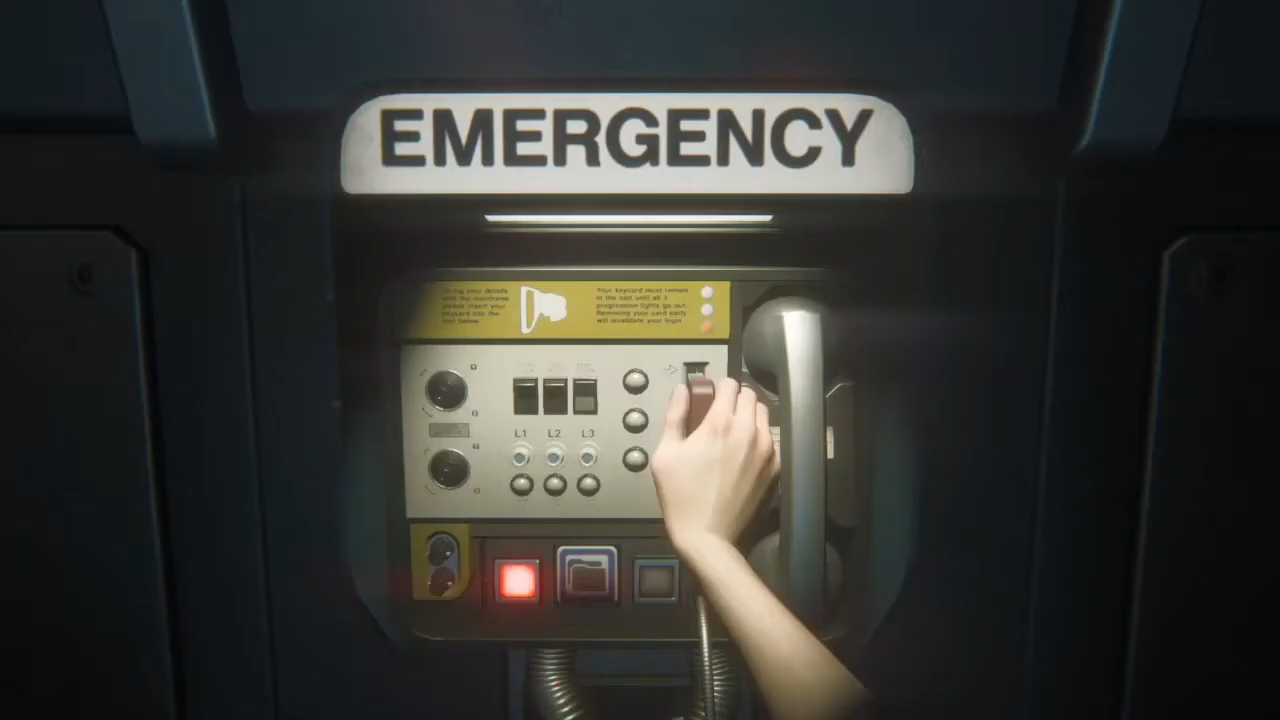 EMERGENCY
To log your details
with the mainframe
please insert your
keycard into the
slot below
Your keycard must remain
in the slot until all 3
progression lights go out.
Removing your card early
will invalidate your login
L1 L2 L3